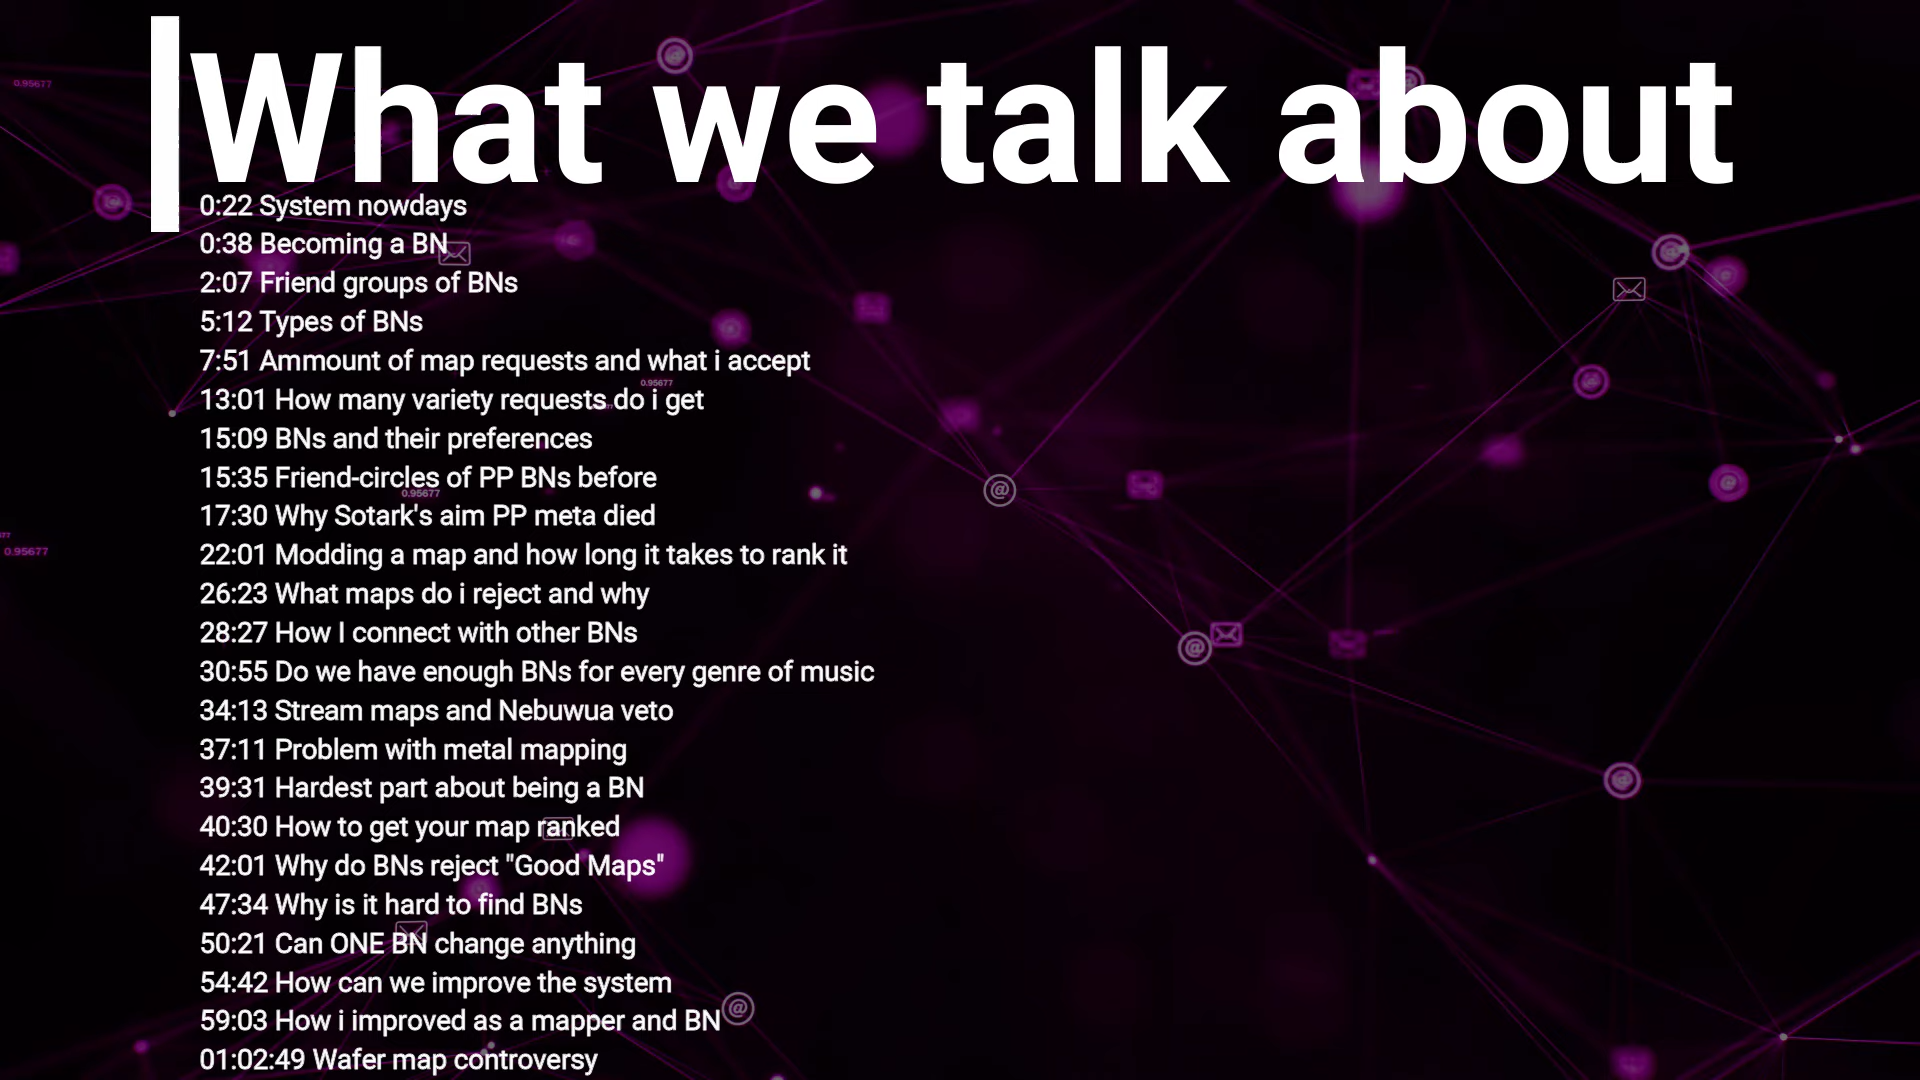 What we talk about
0:22 System nowdays
0:38 Becoming a BN
2:07 Friend groups of BNs
5:12 Types of BNs
7:51 Ammount of map requests and what i accept
13:01 How many variety requests do i get
15:09 BNs and their preferences
15:35 Friend-circles of PP BNs before
17:30 Why Sotark's aim PP meta died
22:01 Modding a map and how long it takes to rank it
26:23 What maps do i reject and why
28:27 How I connect with other BNs
30:55 Do we have enough BNs for every genre of music
34:13 Stream maps and Nebuwua veto
37:11 Problem with metal mapping
39:31 Hardest part about being a BN
40:30 How to get your map ranked
42:01 Why do BNs reject "Good Maps"
47:34 Why is it hard to find BNs
50:21 Can ONE BN change anything
54:42 How can we improve the system
59:03 How i improved as a mapper and BN
01:02:49 Wafer map controversy
0.95677
0.95677
0.95677
0.95677